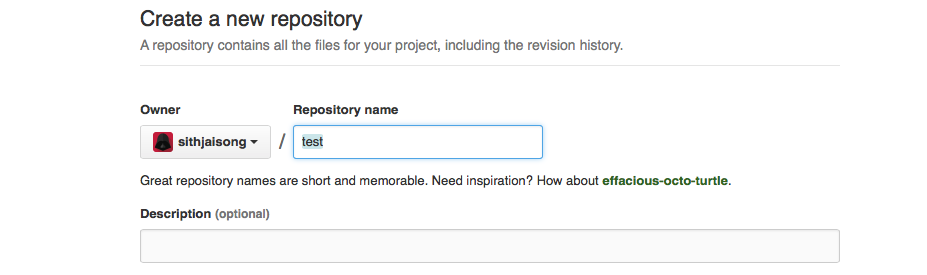 Create a new repository
A repository contains all the files for your project, including the revision history.
Owner Repository name
sithjaisong / test
Great repository names are short and memorable. Need inspiration? How about effacious-octo-turtle.
Description (optional)